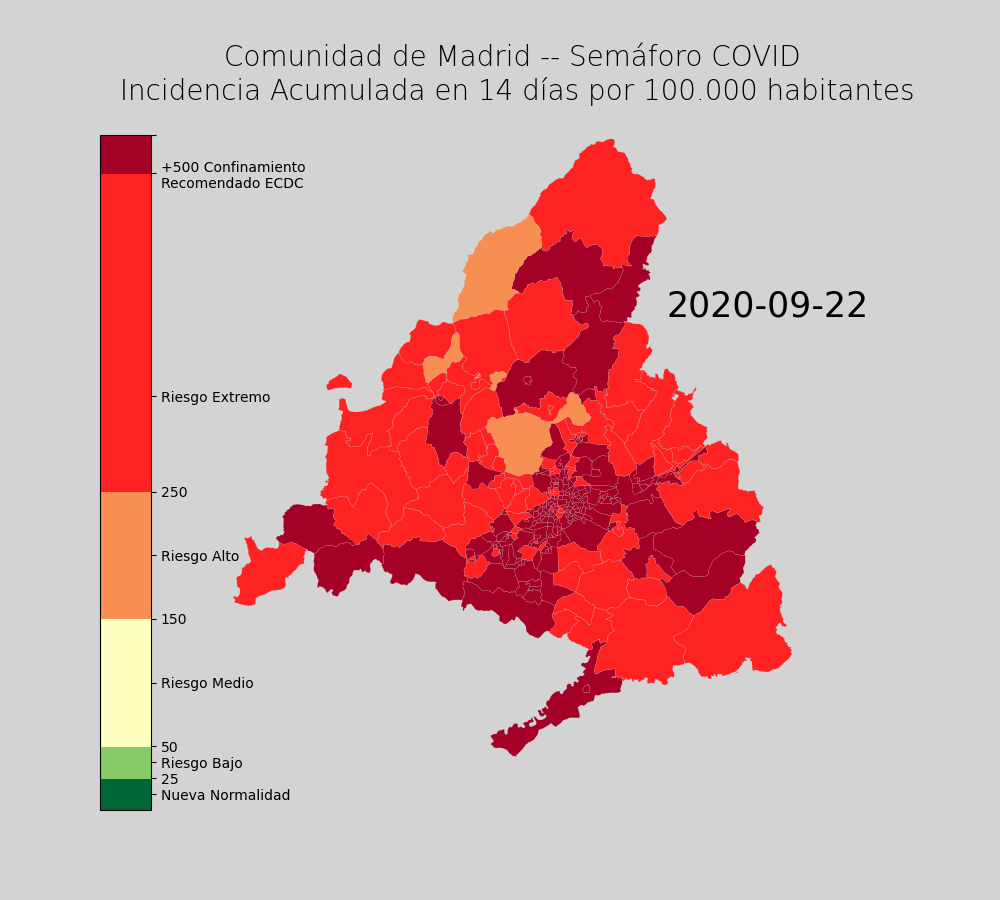 Comunidad de Madrid -- Semáforo COVID
Incidencia Acumulada en 14 días por 100.000 habitantes
+500 Confinamiento
Recomendado ECDC
2020-09-22
Riesgo Extremo
250
Riesgo Alto
150
Riesgo Medio
50
Riesgo Bajo
25
Nueva Normalidad